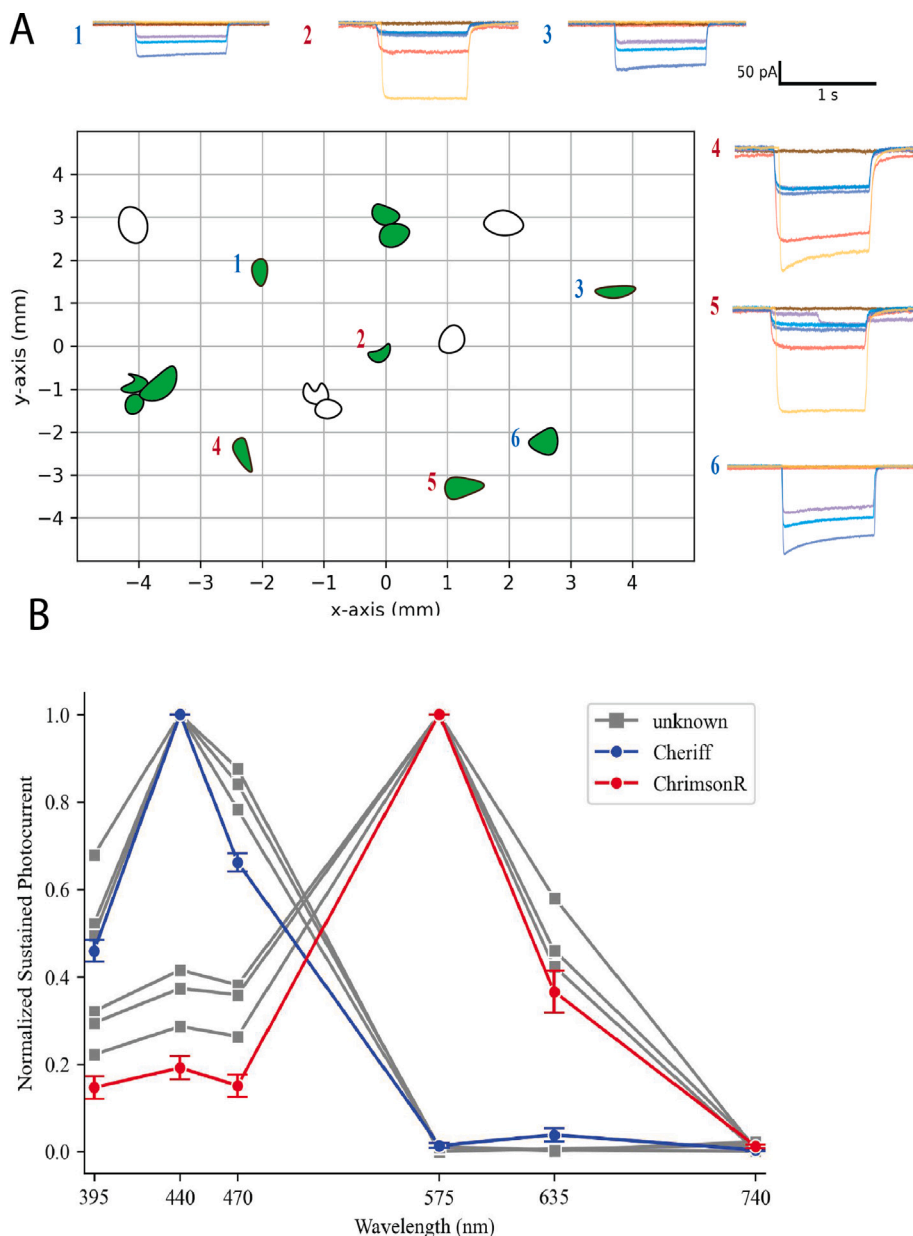 A
1
2
3
50 pA
1 s
4
3
2
1
0
−1
−2
−3
−4
y-axis (mm)
−4 −3 −2 −1 0 1 2 3 4
x-axis (mm)
1
3
2
6
4
5
4
5
6
B
1.0
0.8
0.6
0.4
0.2
0.0
Normalized Sustained Photocurrent
unknown
Cheriff
ChrimsonR
395 440 470 575 635 740
Wavelength (nm)